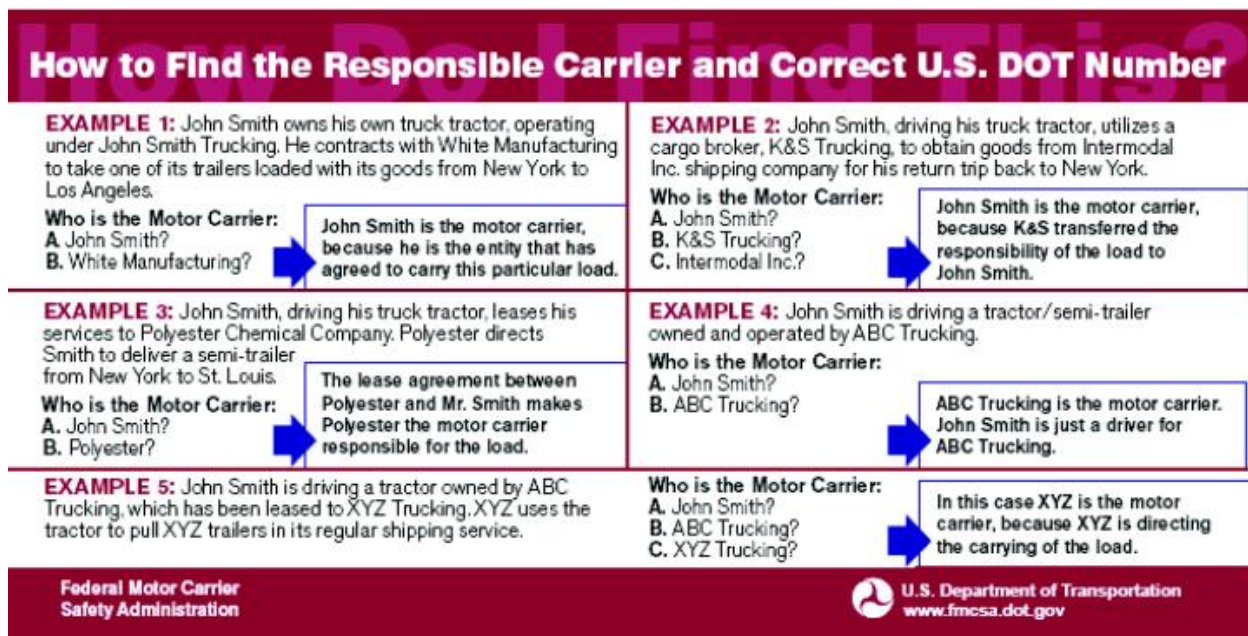 How Do I Find This?
How to Find the Responsible Carrier and Correct U.S. DOT Number
EXAMPLE 1: John Smith owns his own truck tractor, operating
under John Smith Trucking. He contracts with White Manufacturing
to take one of its trailers loaded with its goods from New York to
Los Angeles.
Who is the Motor Carrier:
A. John Smith?
B. White Manufacturing?
John Smith is the motor carrier,
because he is the entity that has
agreed to carry this particular load.
EXAMPLE 2: John Smith, driving his truck tractor, utilizes a
cargo broker, K&S Trucking, to obtain goods from Intermodal
Inc. shipping company for his return trip back to New York.
Who is the Motor Carrier:
A. John Smith?
B. K&S Trucking?
C. Intermodal Inc.?
John Smith is the motor carrier,
because K&S transferred the
responsibility of the load to
John Smith.
EXAMPLE 3: John Smith, driving his truck tractor, leases his
services to Polyester Chemical Company. Polyester directs
Smith to deliver a semi-trailer
from New York to St. Louis.
Who is the Motor Carrier:
A. John Smith?
B. Polyester?
The lease agreement between
Polyester and Mr. Smith makes
Polyester the motor carrier
responsible for the load.
EXAMPLE 4: John Smith is driving a tractor/semi-trailer
owned and operated by ABC Trucking.
Who is the Motor Carrier:
A. John Smith?
B. ABC Trucking?
ABC Trucking is the motor carrier.
John Smith is just a driver for
ABC Trucking.
EXAMPLE 5: John Smith is driving a tractor owned by ABC
Trucking, which has been leased to XYZ Trucking. XYZ uses the
tractor to pull XYZ trailers in its regular shipping service.
Who is the Motor Carrier:
A. John Smith?
B. ABC Trucking?
C. XYZ Trucking?
In this case XYZ is the motor
carrier, because XYZ is directing
the carrying of the load.
Federal Motor Carrier
Safety Administration
U.S. Department of Transportation
www.fmcsa.dot.gov